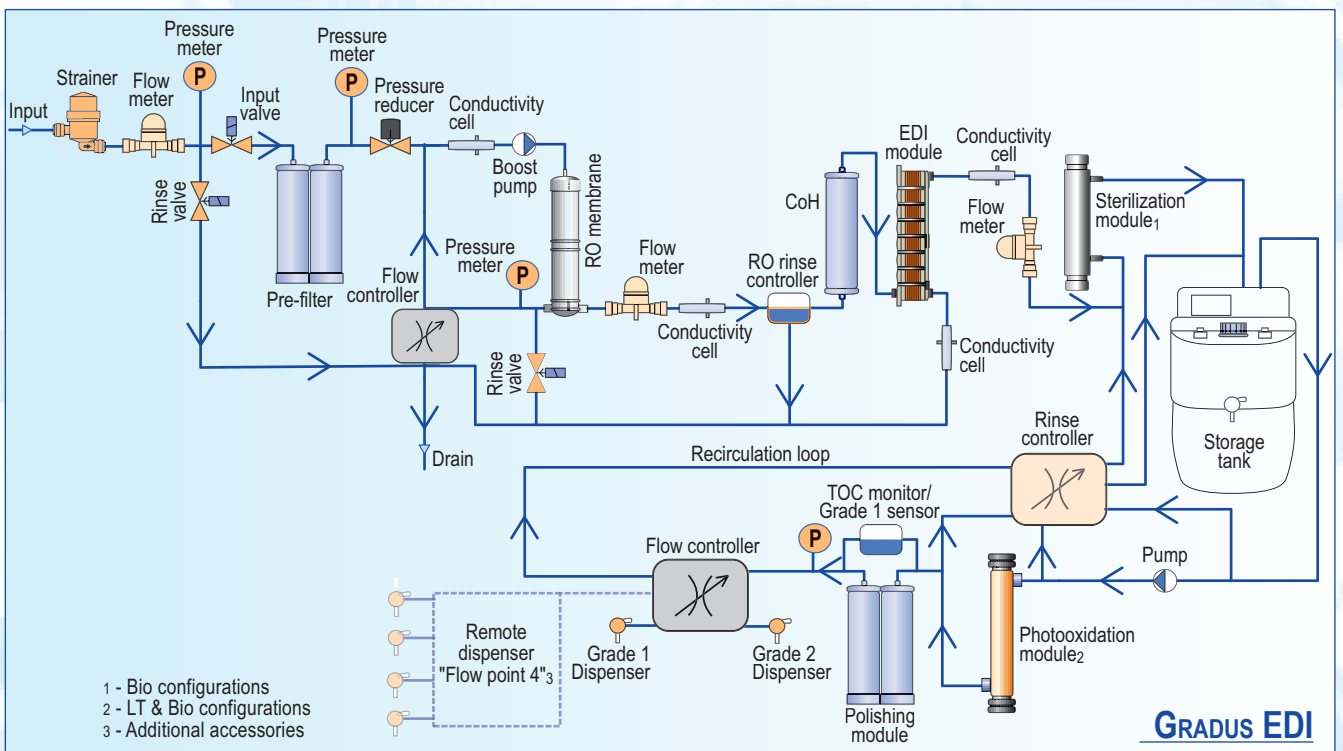 Pressure
meter
Pressure
meter
Strainer
Flow
meter
P
Input
valve
P
Pressure
reducer
Conductivity
cell
Input
Boost
pump
Rinse
valve
Pre-filter
RO membrane
Pressure
meter
P
Flow
controller
Flow
meter
RO rinse
controller
CoH
EDI
module
Conductivity
cell
Flow
meter
Sterilization
module1
Conductivity
cell
Conductivity
cell
Rinse
valve
Drain
Storage
tank
Recirculation loop
Rinse
controller
TOC monitor/
Grade 1 sensor
P
Flow controller
Pump
Remote
dispenser
"Flow point 4"3
Grade 1
Dispenser
Grade 2
Dispenser
Polishing
module
Photooxidation
module2
1 - Bio configurations
2 - LT & Bio configurations
3 - Additional accessories
GRADUS EDI